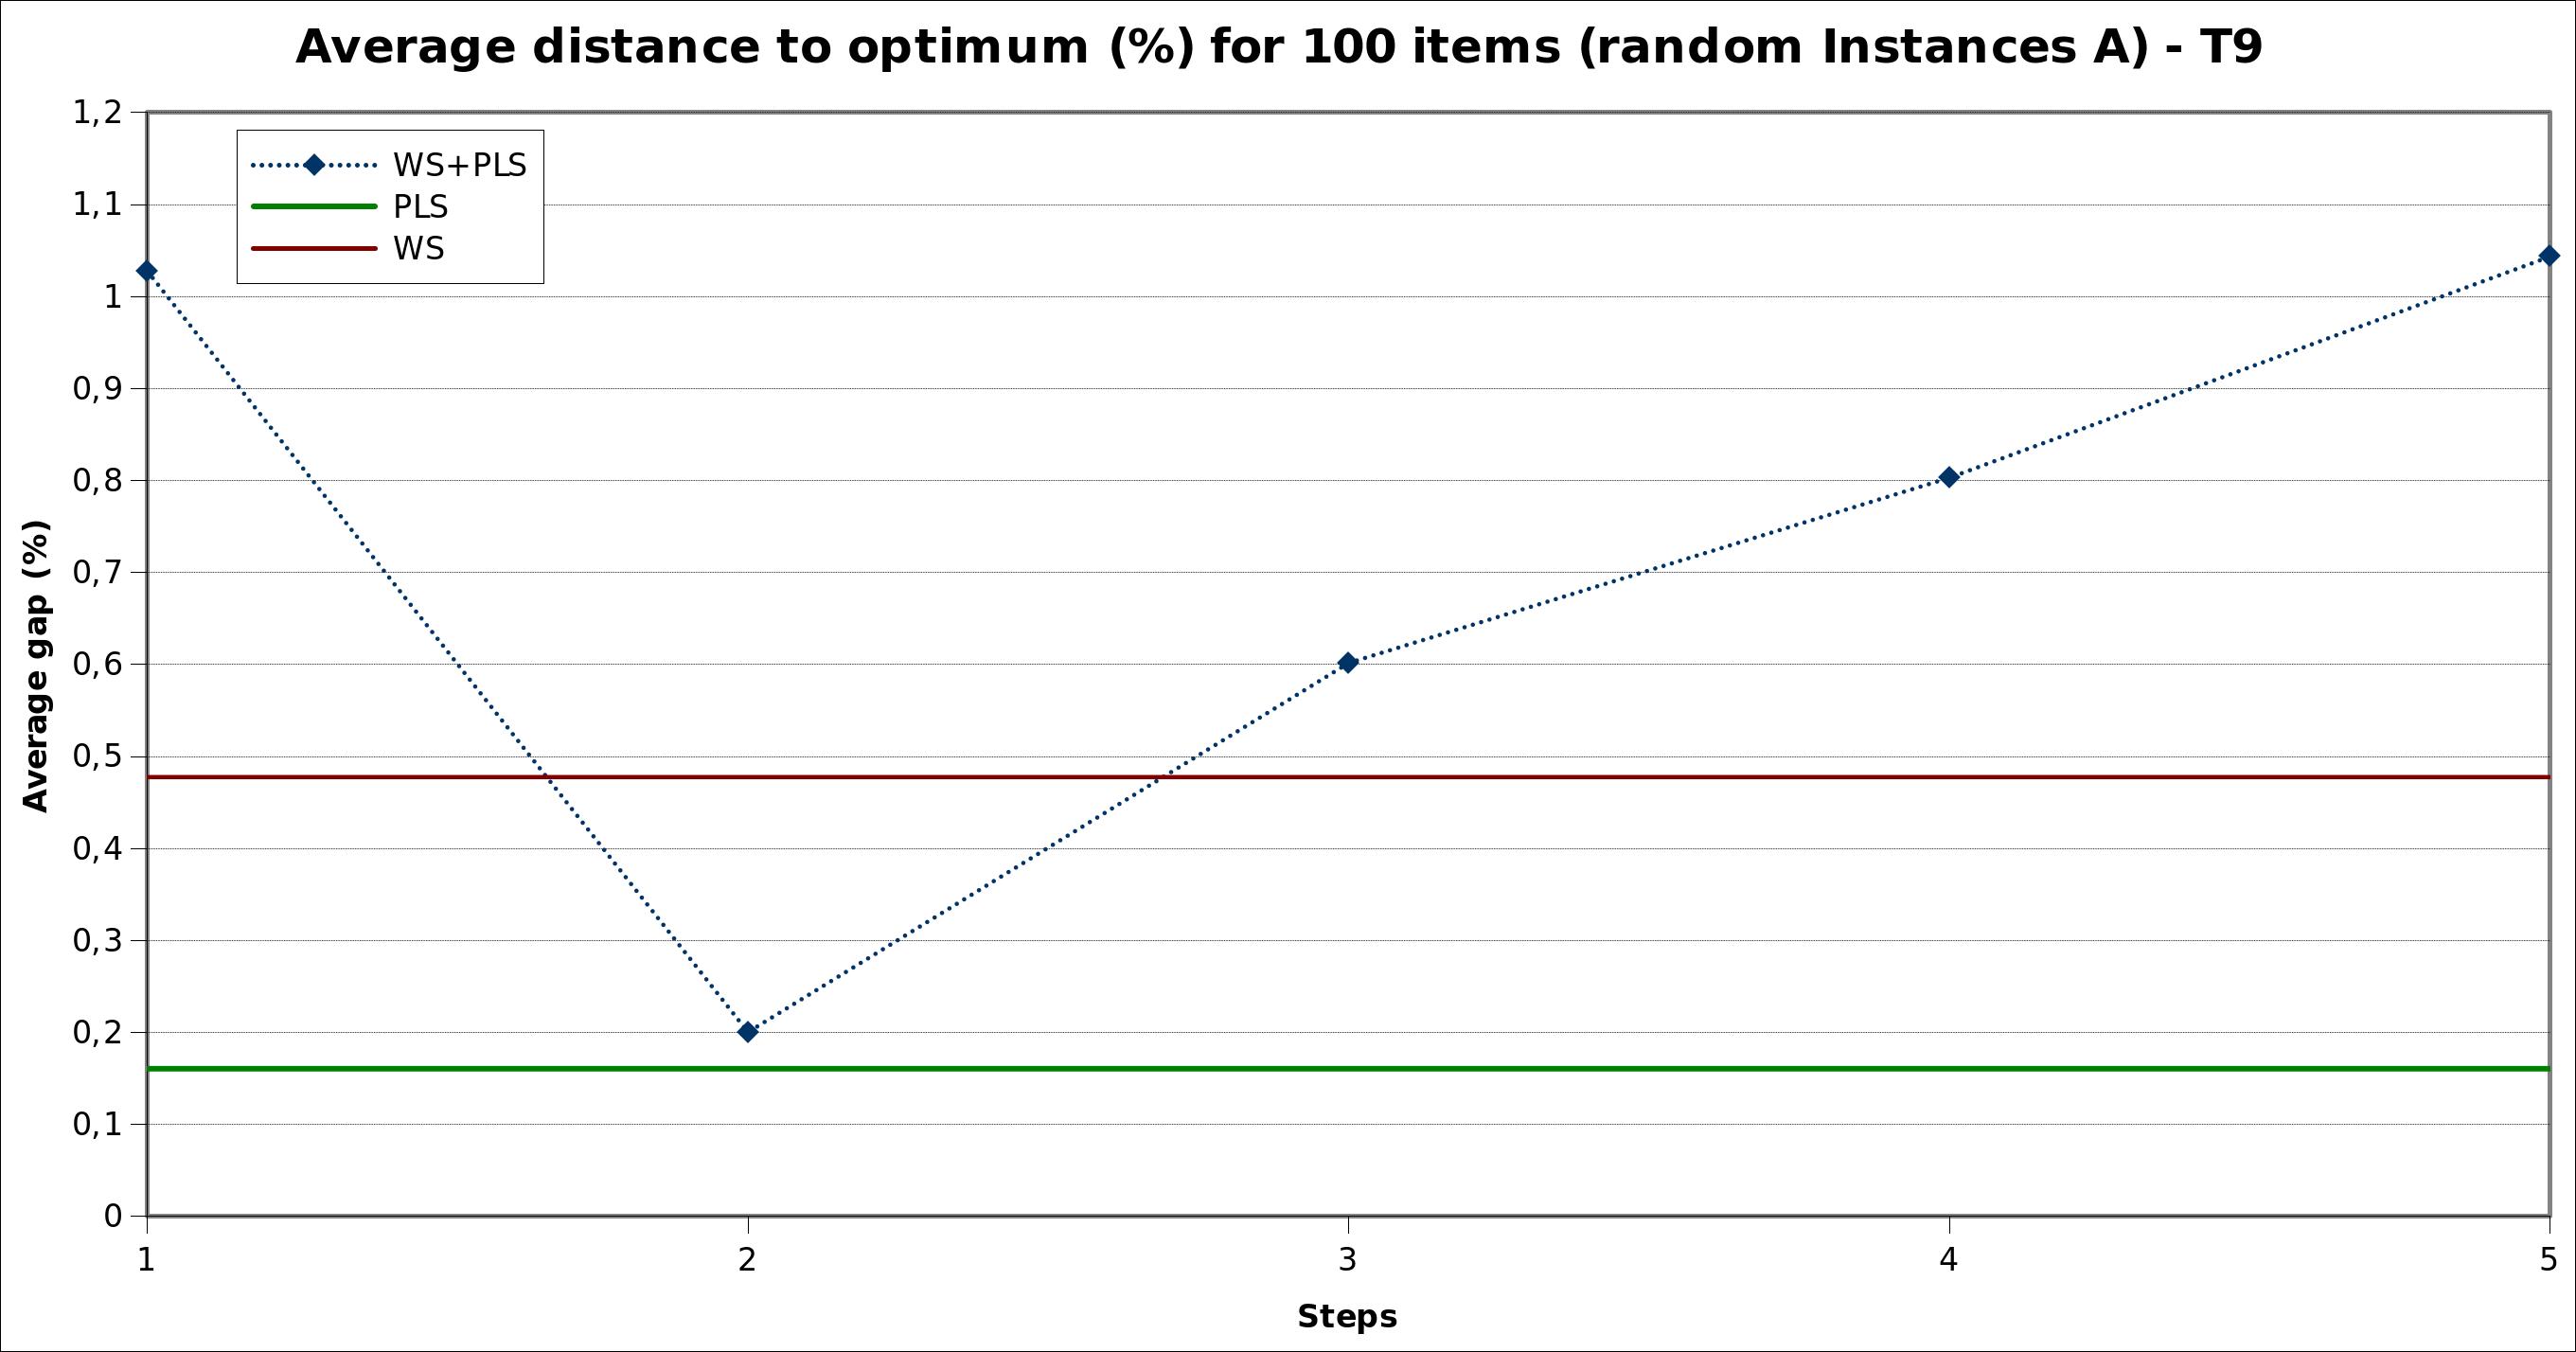 Average distance to optimum (%) for 100 items (random Instances A) - T9
1,2
1,1
1
0,9
0,8
0,7
0,6
0,5
0,4
0,3
0,2
0,1
0
WS+PLS
PLS
WS
Average gap (%)
1 2 3 4 5
Steps